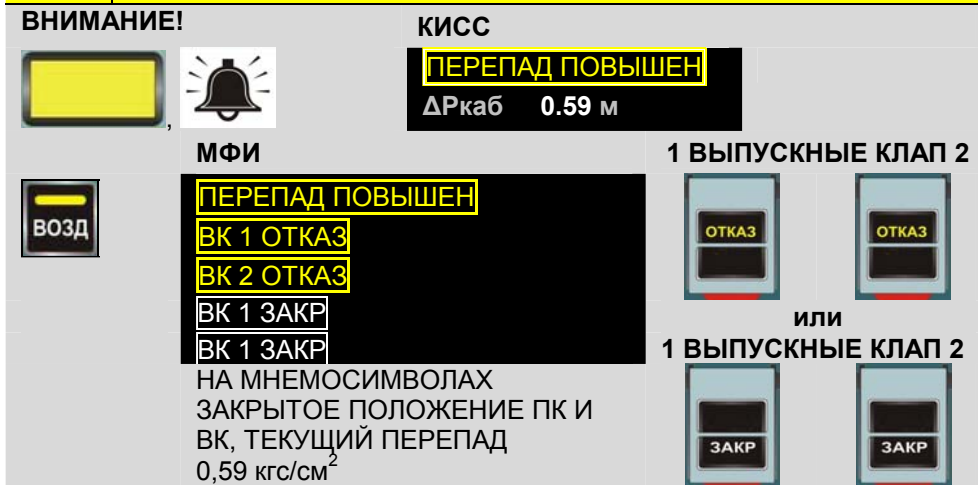 ВНИМАНИЕ!
КИСС
ПЕРЕПАД ПОВЫШЕН
ΔРкаб 0.59 м
,
МФИ
1 ВЫПУСКНЫЕ КЛАП 2
ВОЗД
ПЕРЕПАД ПОВЫШЕН
ВК 1 ОТКАЗ
ВК 2 ОТКАЗ
ВК 1 ЗАКР
ВК 1 ЗАКР
ОТКАЗ
ОТКАЗ
или
1 ВЫПУСКНЫЕ КЛАП 2
НА МНЕМОСИМВОЛАХ
ЗАКРЫТОЕ ПОЛОЖЕНИЕ ПК И
ВК, ТЕКУЩИЙ ПЕРЕПАД
0,59 кгс/см²
ЗАКР
ЗАКР